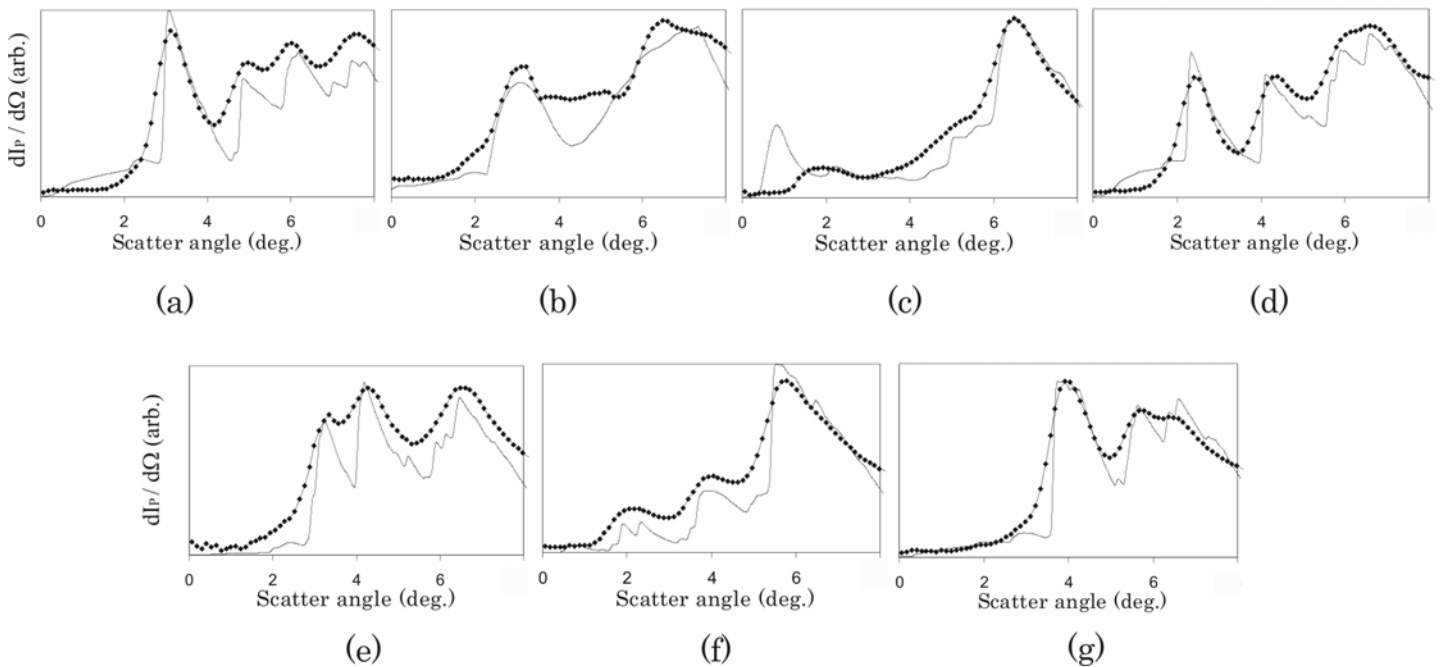 dIP / dΩ (arb.)
0 2 4 6
0 2 4 6
0 2 4 6
0 2 4 6
Scatter angle (deg.)
Scatter angle (deg.)
Scatter angle (deg.)
Scatter angle (deg.)
(a)
(b)
(c)
(d)
dIP / dΩ (arb.)
0 2 4 6
0 2 4 6
0 2 4 6
Scatter angle (deg.)
Scatter angle (deg.)
Scatter angle (deg.)
(e)
(f)
(g)